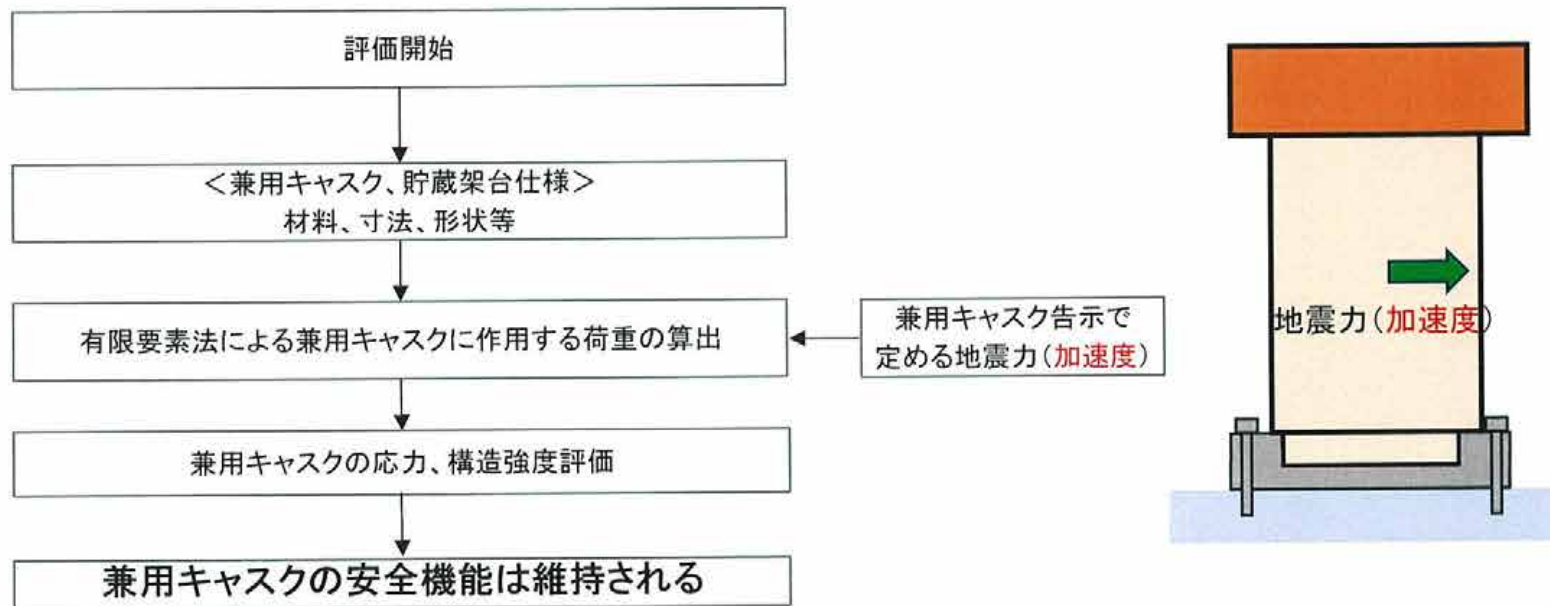 評価開始
＜兼用キャスク、貯蔵架台仕様＞
材料、寸法、形状等
有限要素法による兼用キャスクに作用する荷重の算出
兼用キャスク告示で
定める地震力（加速度）
兼用キャスクの応力、構造強度評価
兼用キャスクの安全機能は維持される
地震力（加速度）